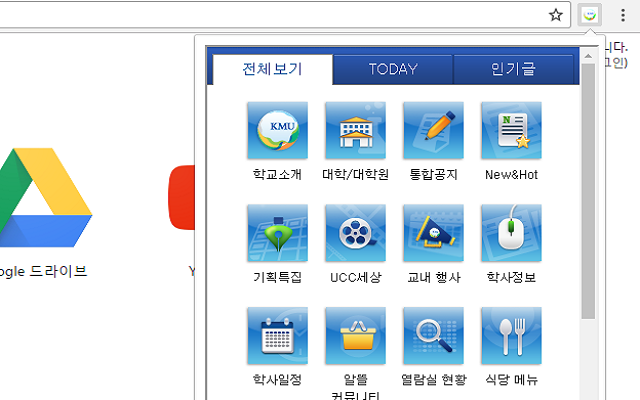 니다.
전체보기 TODAY 인기글
그인)
KMU
N
학교소개 대학/대학원 통합공지 New&Hot
기획특집 UCC세상 교내 행사 학사정보
ogle 드라이브
Y
학사일정 알뜰 열람실 현황 식당 메뉴
커뮤니티